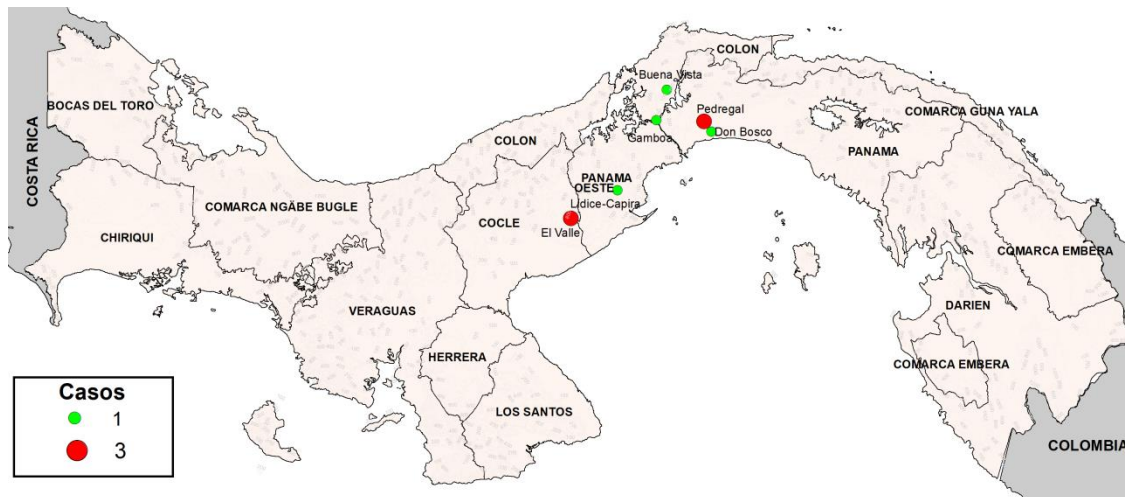 COLON
Buena Vista
BOCAS DEL TORO
Pedregal
COMARCA GUNA YALA
Gamboa
Don Bosco
COLON
PANAMA
COSTA RICA
PANAMA
OESTE
Lídice-Capira
COMARCA NGÄBE BUGLE
COCLE
El Valle
CHIRIQUI
COMARCA EMBERA
VERAGUAS
DARIEN
HERRERA
COMARCA EMBERA
LOS SANTOS
COLOMBIA
Casos
1
3